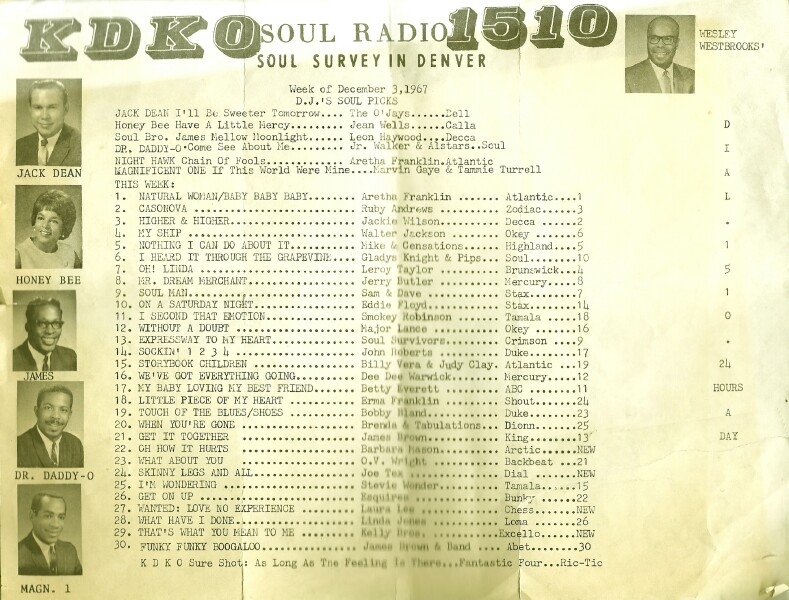 KDKO SOUL RADIO 1510
SOUL SURVEY IN DENVER
WESLEY
WESTBROOKS'
Week of December 3,1967
D.J.'S SOUL PICKS
JACK DEAN I'll Be Sweeter Tomorrow.... The O'Jays......Dell
Honey Bee Have A Little Mercy......... Jean Wells......Calla
Soul Bro. James Mellow Moonlight...... Leon Haywood....Decca
DR. DADDY-O.Come See About Me......... Jr. Walker & Alstars..Soul
NIGHT HAWK Chain Of Fools............. Aretha Franklin.Atlantic
MAGNIFICENT ONE If This World Were Mine....Marvin Gaye & Tammie Turrell
THIS WEEK:
1. NATURAL WOMAN/BABY BABY BABY....... Aretha Franklin ....... Atlantic....1
2. CASONOVA .......................... Ruby Andrews .......... Zodiac......3
3. HIGHER & HIGHER.................... Jackie Wilson.......... Decca ......2
4. MY SHIP ........................... Walter Jackson ........ Okey .......6
5. NOTHING I CAN DO ABOUT IT.......... Mike & Censations...... Highland....5
6. I HEARD IT THROUGH THE GRAPEVINE... Gladys Knight & Pips... Soul.......10
7. OH! LINDA ......................... Leroy Taylor .......... Brunswick...4
8. MR. DREAM MERCHANT................. Jerry Butler .......... Mercury.....8
9. SOUL MAN........................... Sam & Dave ............ Stax........7
10. ON A SATURDAY NIGHT............... Eddie Floyd............ Stax.......14
11. I SECOND THAT EMOTION............. Smokey Robinson ....... Tamala ....18
12. WITHOUT A DOUBT .................. Major Lance ........... Okey ......16
13. EXPRESSWAY TO MY HEART............ Soul Survivors......... Crimson ....9
14. SOCKIN' 1 2 3 4 .................. John Roberts .......... Duke.......17
15. STORYBOOK CHILDREN ............... Billy Vera & Judy Clay. Atlantic ...19
16. WE'VE GOT EVERYTHING GOING........ Dee Dee Warwick........ Mercury....12
17. MY BABY LOVING MY BEST FRIEND..... Betty Everett ......... ABC .......11
18. LITTLE PIECE OF MY HEART ......... Erma Franklin ......... Shout......24
19. TOUCH OF THE BLUES/SHOES ......... Bobby Bland............ Duke.......23
20. WHEN YOU'RE GONE ................. Brenda & Tabulations... Dionn......25
21. GET IT TOGETHER .................. James Brown............ King.......13
22. OH HOW IT HURTS .................. Barbara Mason.......... Arctic....NEW
23. WHAT ABOUT YOU ................... O.V. Wright ........... Backbeat ..21
24. SKINNY LEGS AND ALL............... Joe Tex ............... Dial ......NEW
25. I'M WONDERING .................... Stevie Wonder.......... Tamala.....15
26. GET ON UP ........................ Esquires .............. Bunky .....22
27. WANTED: LOVE NO EXPERIENCE ....... Laura Lee ............. Chess.....NEW
28. WHAT HAVE I DONE.................. Linda Jones ........... Loma ......26
29. THAT'S WHAT YOU MEAN TO ME ....... Kelly Bros. ........... Excello.....NEW
30. FUNKY FUNKY BOOGALOO.............. James Brown & Band .... Abet.......30
K D K O Sure Shot: As Long As The Feeling Is There...Fantastic Four...Ric-Tic
JACK DEAN
HONEY BEE
JAMES
DR. DADDY-O
MAGN. 1
D
I
A
L
.
1
5
1
0
.
24
HOURS
A
DAY